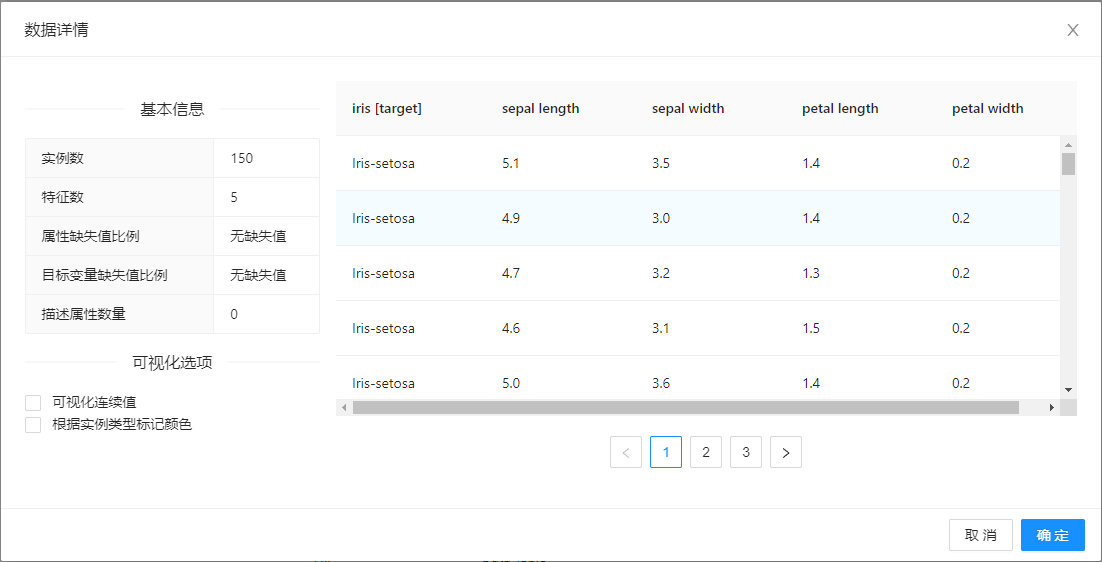 数据详情
基本信息
实例数 150
特征数 5
属性缺失值比例 无缺失值
目标变量缺失值比例 无缺失值
描述属性数量 0
可视化选项
可视化连续值
根据实例类型标记颜色
iris [target] sepal length sepal width petal length petal width
Iris-setosa 5.1 3.5 1.4 0.2
Iris-setosa 4.9 3.0 1.4 0.2
Iris-setosa 4.7 3.2 1.3 0.2
Iris-setosa 4.6 3.1 1.5 0.2
Iris-setosa 5.0 3.6 1.4 0.2
< 1 2 3 >
取消 确定